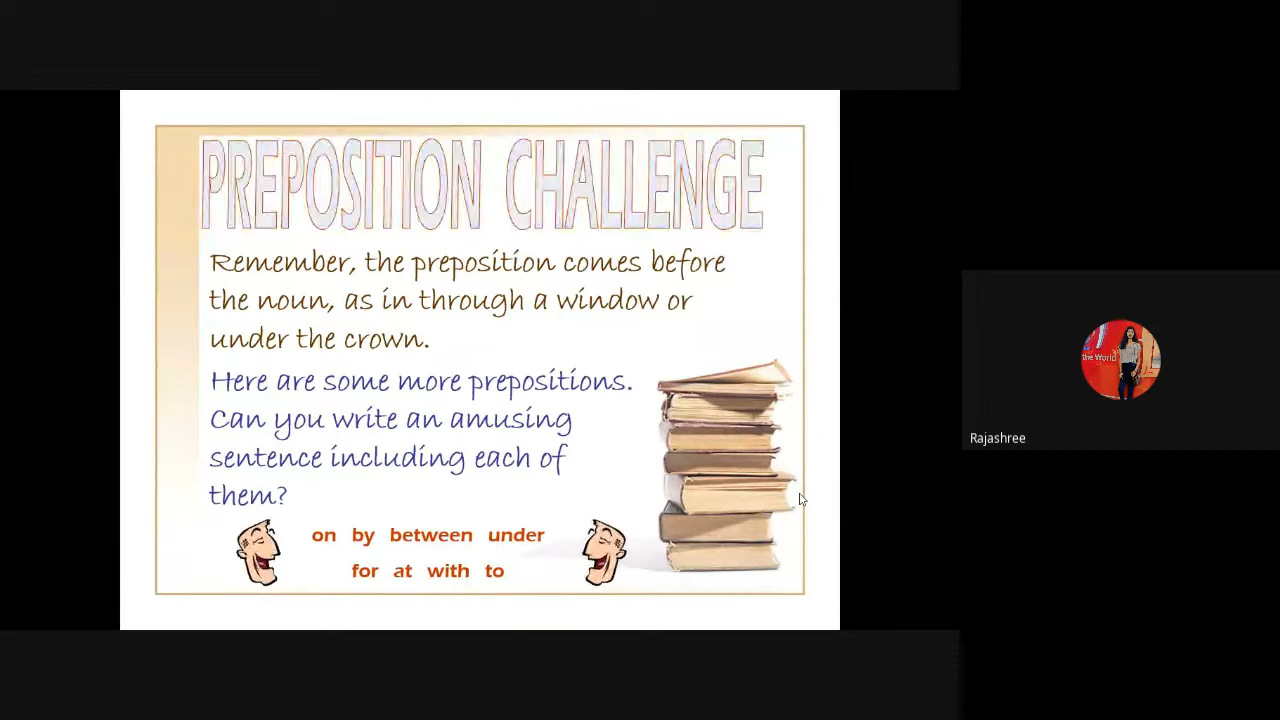 PREPOSITION CHALLENGE
Remember, the preposition comes before
the noun, as in through a window or
under the crown.
Here are some more prepositions.
Can you write an amusing
sentence including each of
them?
on by between under
for at with to
the World
Rajashree